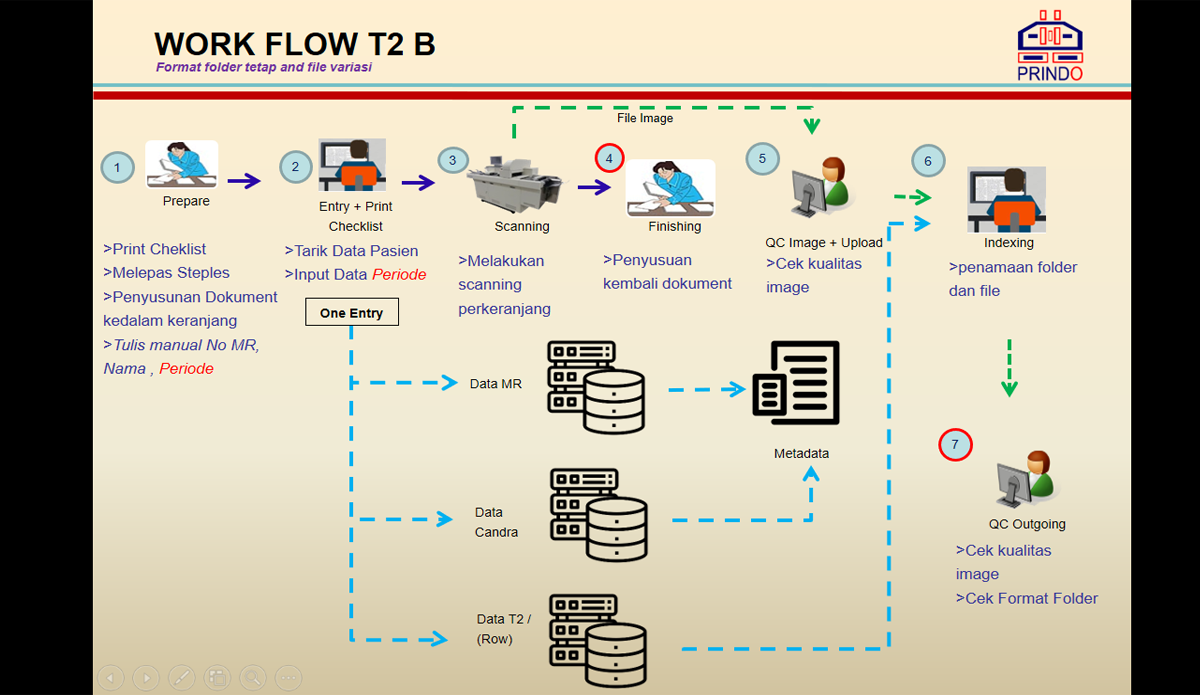 WORK FLOW T2 B
Format folder tetap and file variasi
PRINDO
File Image
1
2
3
4
5
6
Prepare
Entry + Print
Checklist
Scanning
Finishing
QC Image + Upload
Indexing
>Print Cheklist
>Melepas Steples
>Penyusunan Dokument
kedalam keranjang
>Tulis manual No MR,
Nama , Periode
>Tarik Data Pasien
>Input Data Periode
One Entry
>Melakukan
scanning
perkeranjang
>Penyusuan
kembali dokument
>Cek kualitas
image
>penamaan folder
dan file
Data MR
Metadata
Data
Candra
Data T2 /
(Row)
7
QC Outgoing
>Cek kualitas
image
>Cek Format Folder